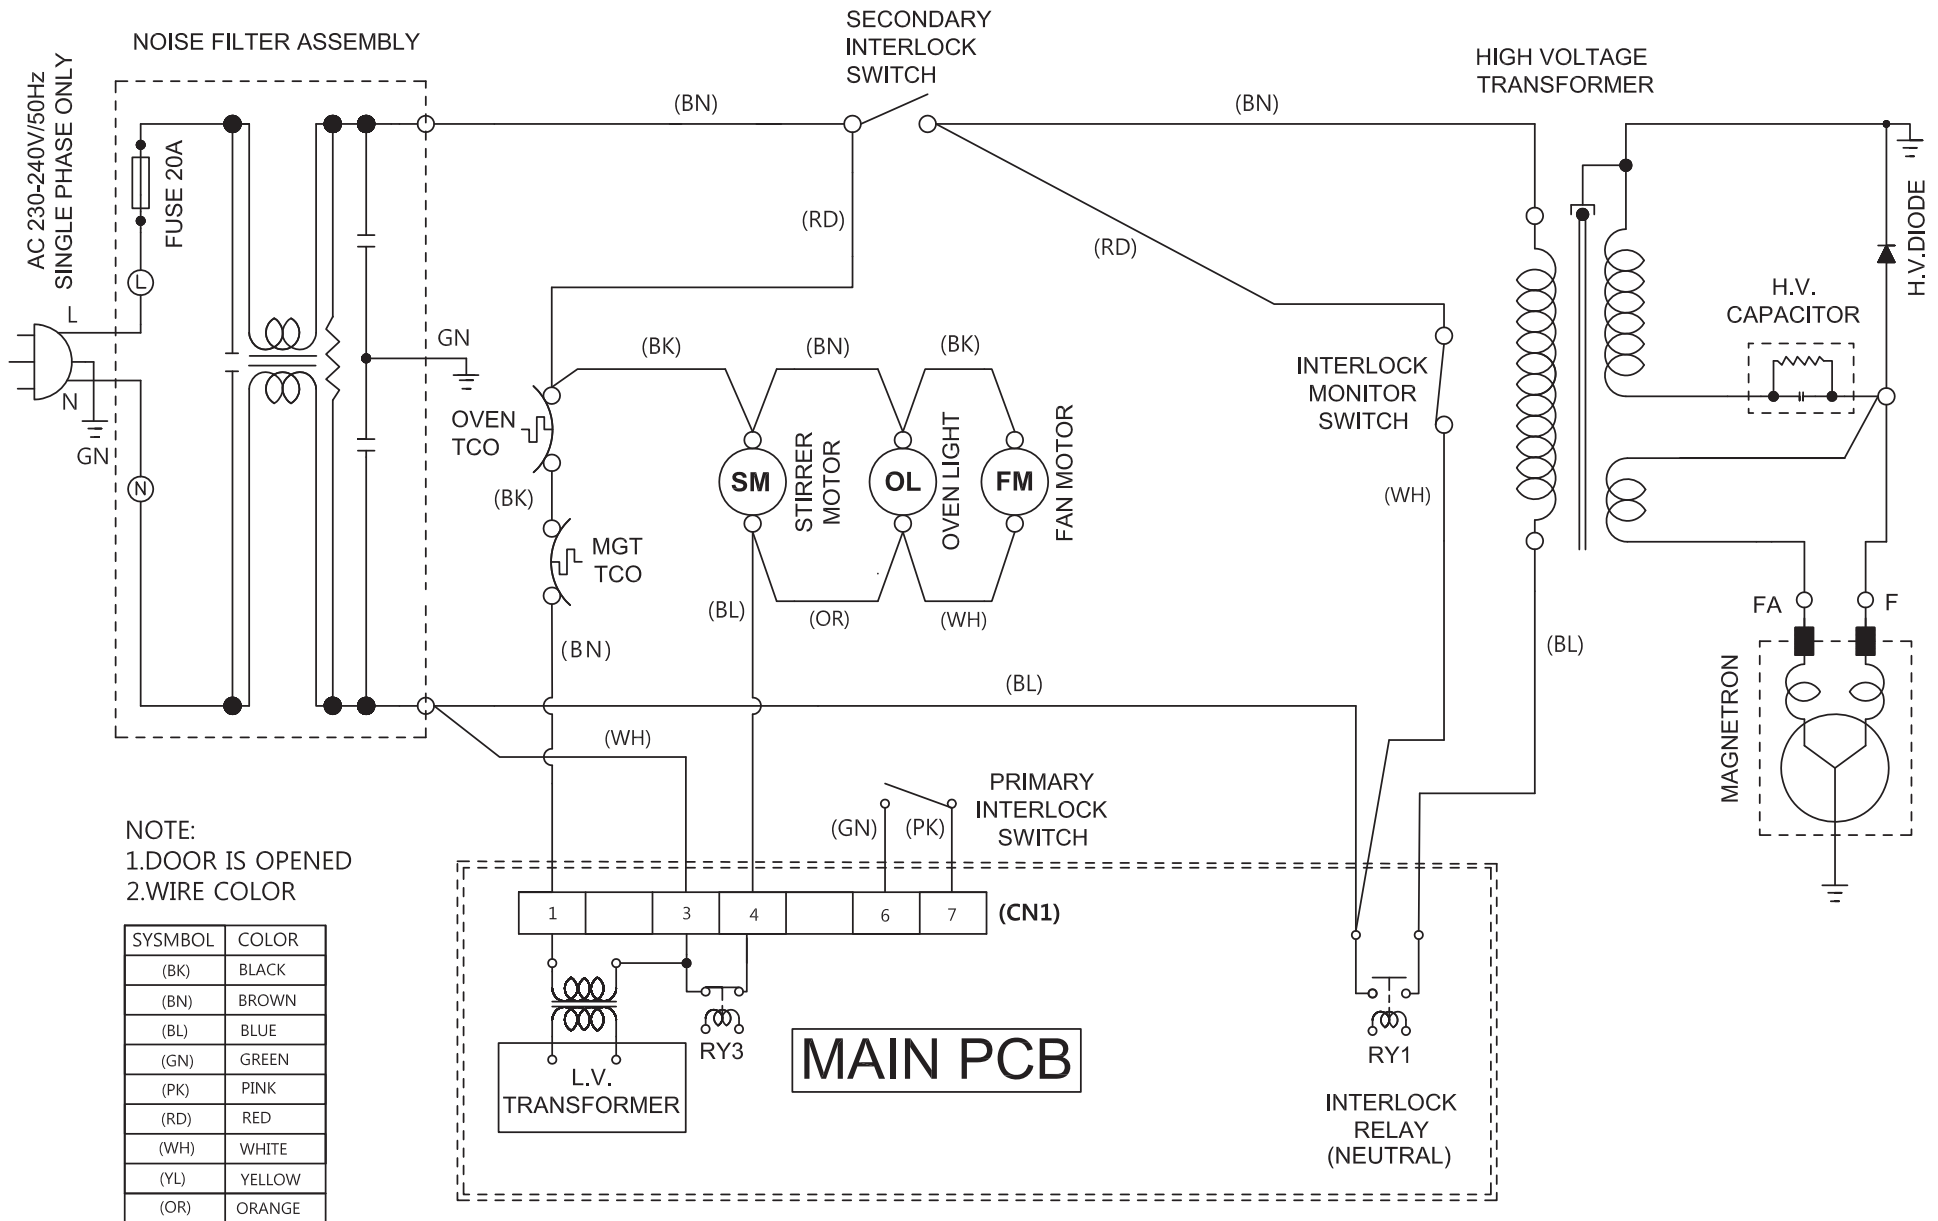 NOISE FILTER ASSEMBLY
SECONDARY
INTERLOCK
SWITCH
HIGH VOLTAGE
TRANSFORMER
AC 230-240V/50Hz
SINGLE PHASE ONLY
FUSE 20A
(BN)
(BN)
(RD)
(RD)
L
L
N
N
GN
GN
(BK)
(BN)
(BK)
OVEN
TCO
(BK)
MGT
TCO
(BN)
SM
STIRRER
MOTOR
OL
OVEN LIGHT
FM
FAN MOTOR
(BL)
(OR)
(WH)
INTERLOCK
MONITOR
SWITCH
(WH)
H.V.
CAPACITOR
H.V.DIODE
FA
F
MAGNETRON
(BL)
(BL)
(WH)
PRIMARY
INTERLOCK
SWITCH
(GN)
(PK)
1
3
4
6
7
(CN1)
L.V.
TRANSFORMER
RY3
MAIN PCB
RY1
INTERLOCK
RELAY
(NEUTRAL)
NOTE:
1.DOOR IS OPENED
2.WIRE COLOR
SYSMBOL COLOR
(BK) BLACK
(BN) BROWN
(BL) BLUE
(GN) GREEN
(PK) PINK
(RD) RED
(WH) WHITE
(YL) YELLOW
(OR) ORANGE